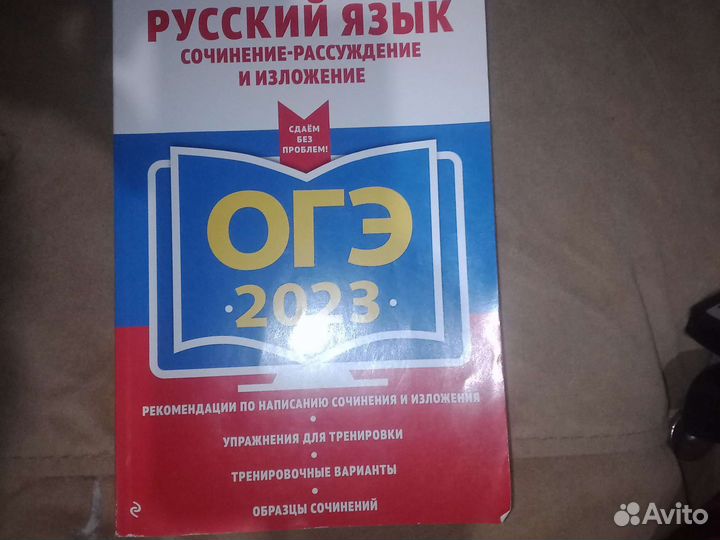 РУССКИЙ ЯЗЫК
СОЧИНЕНИЕ-РАССУЖДЕНИЕ
И ИЗЛОЖЕНИЕ
СДАЁМ
БЕЗ
ПРОБЛЕМ!
ОГЭ
·2023·
РЕКОМЕНДАЦИИ ПО НАПИСАНИЮ СОЧИНЕНИЯ И ИЗЛОЖЕНИЯ
•
УПРАЖНЕНИЯ ДЛЯ ТРЕНИРОВКИ
•
ТРЕНИРОВОЧНЫЕ ВАРИАНТЫ
•
ОБРАЗЦЫ СОЧИНЕНИЙ
Avito